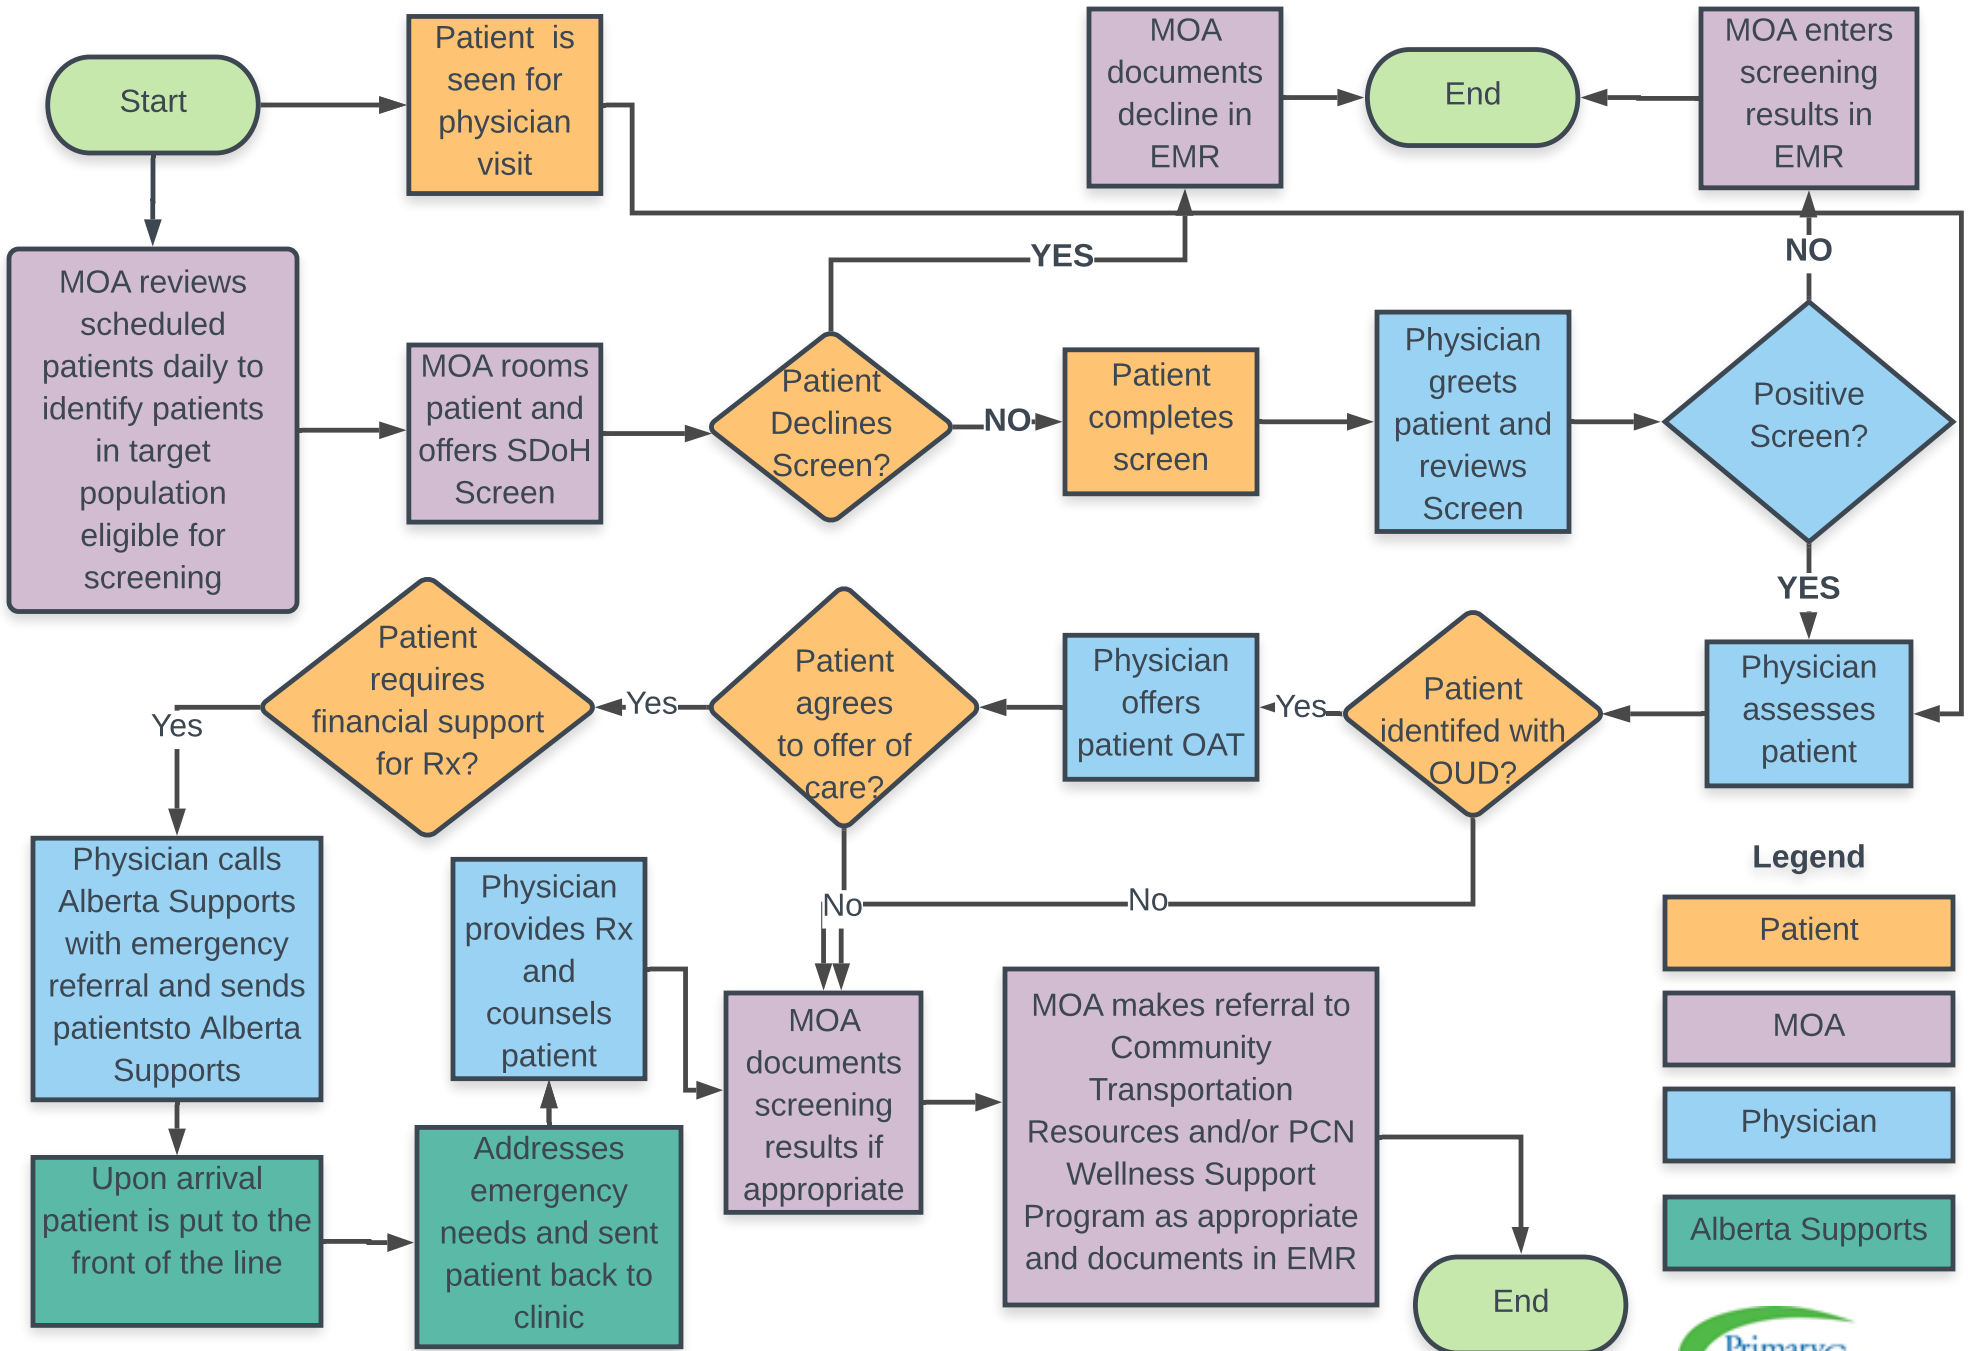 Start
Patient is
seen for
physician
visit
MOA
documents
decline in
EMR
End
MOA enters
screening
results in
EMR
YES
NO
MOA reviews
scheduled
patients daily to
identify patients
in target
population
eligible for
screening
MOA rooms
patient and
offers SDoH
Screen
Patient
Declines
Screen?
NO
Patient
completes
screen
Physician
greets
patient and
reviews
Screen
Positive
Screen?
YES
Patient
requires
financial support
for Rx?
Yes
Patient
agrees
to offer of
care?
Physician
offers
patient OAT
Yes
Patient
identifed with
OUD?
Physician
assesses
patient
Yes
No
No
Physician calls
Alberta Supports
with emergency
referral and sends
patientsto Alberta
Supports
Physician
provides Rx
and
counsels
patient
MOA
documents
screening
results if
appropriate
MOA makes referral to
Community
Transportation
Resources and/or PCN
Wellness Support
Program as appropriate
and documents in EMR
Upon arrival
patient is put to the
front of the line
Addresses
emergency
needs and sent
patient back to
clinic
End
Legend
Patient
MOA
Physician
Alberta Supports
Primary